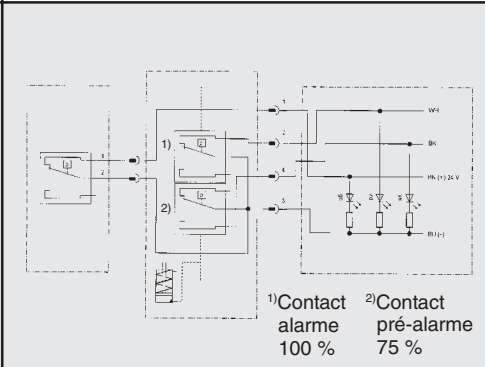 1
2
1)
2)
1
2
4
3
WH
BK
PK (+) 24 V
BU (-)
1)Contact alarme 100 %
2)Contact pré-alarme 75 %